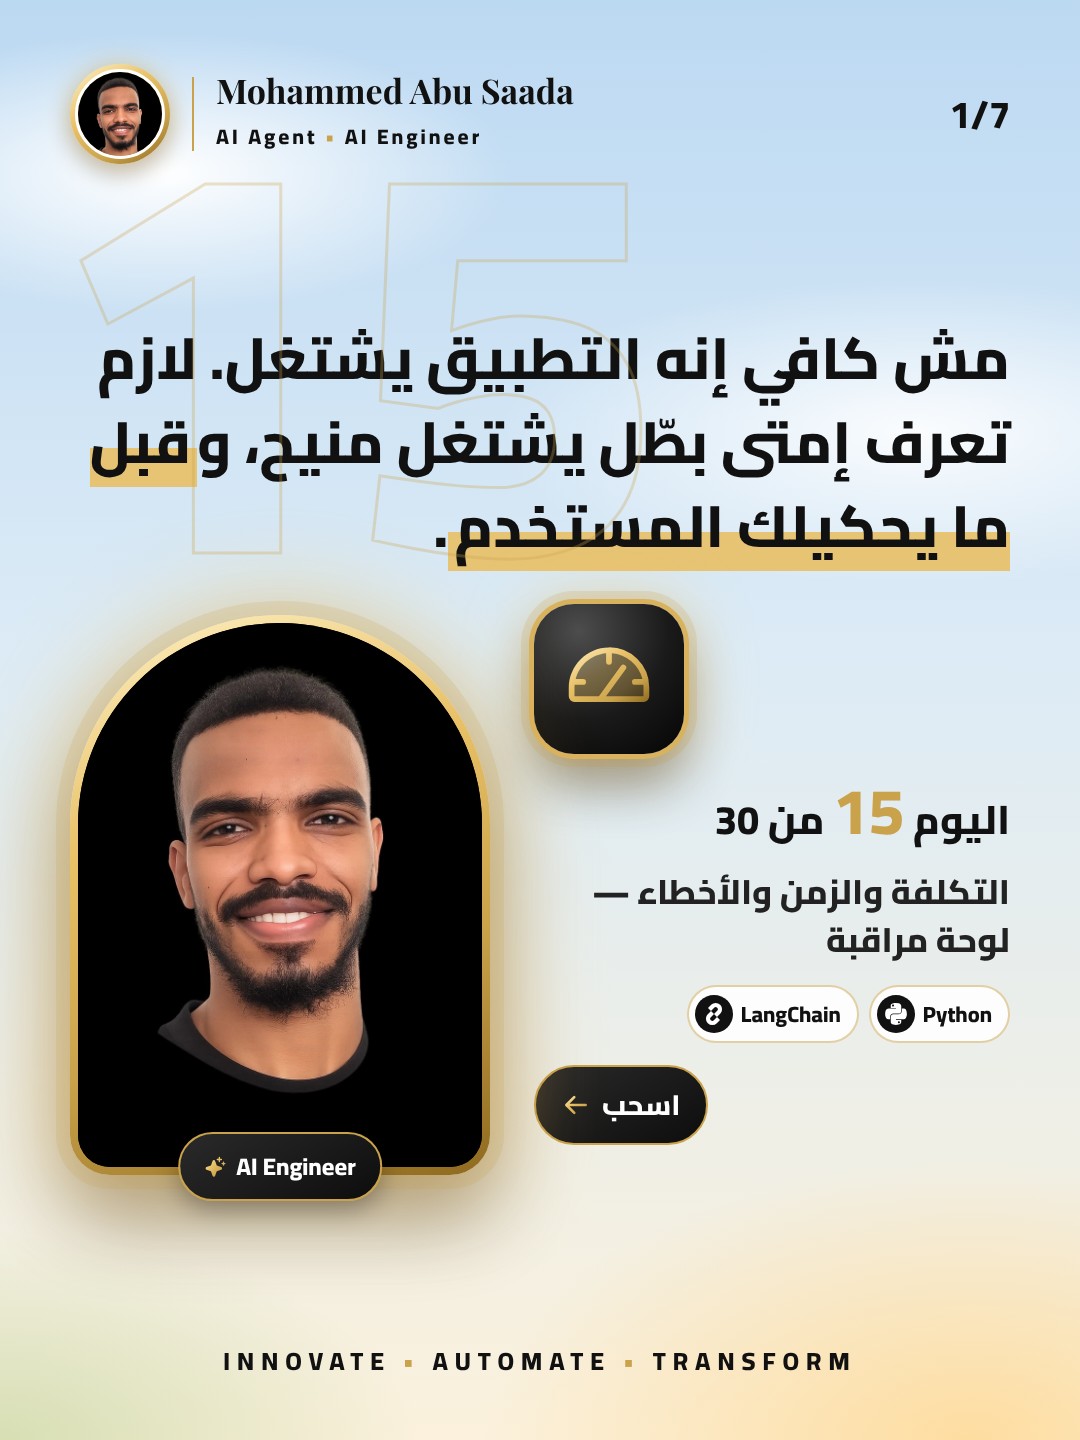 Mohammed Abu Saada
AI Agent ▪ AI Engineer
1/7
15
مش كافي إنه التطبيق يشتغل. لازم
تعرف إمتى بطّل يشتغل منيح، وقبل
ما يحكيلك المستخدم.
اليوم 15 من 30
التكلفة والزمن والأخطاء —
لوحة مراقبة
Python
LangChain
اسحب ←
AI Engineer
INNOVATE ▪ AUTOMATE ▪ TRANSFORM